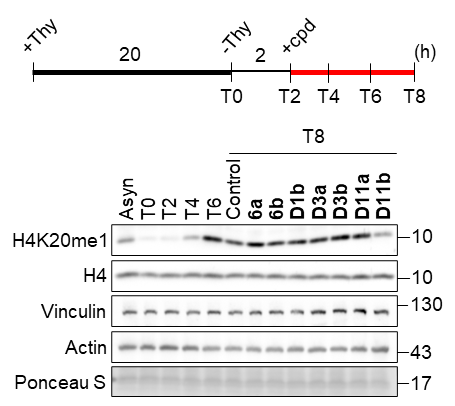 +Thy -Thy +cpd
20 2 (h)
T0 T2 T4 T6 T8
T8
Asyn T0 T2 T4 T6 Control 6a 6b D1b D3a D3b D11a D11b
H4K20me1 10
H4 10
Vinculin 130
Actin 43
Ponceau S 17